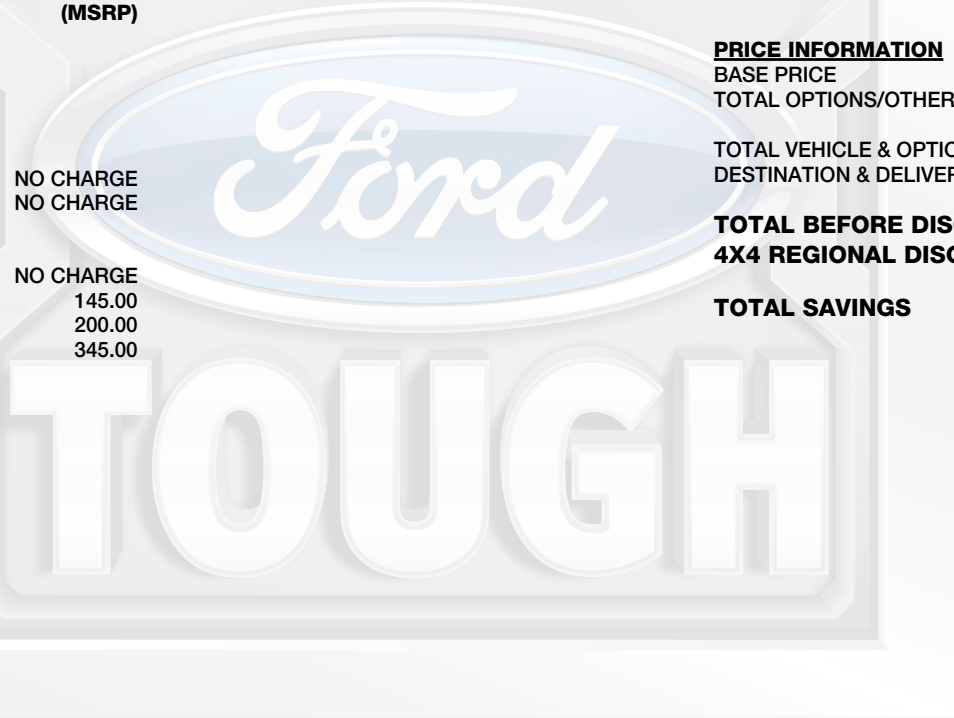 (MSRP)
NO CHARGE
NO CHARGE
NO CHARGE
145.00
200.00
345.00
PRICE INFORMATION
BASE PRICE
TOTAL OPTIONS/OTHER
TOTAL VEHICLE & OPTIO
DESTINATION & DELIVER
TOTAL BEFORE DISC
4X4 REGIONAL DISC
TOTAL SAVINGS
Ford
TOUGH